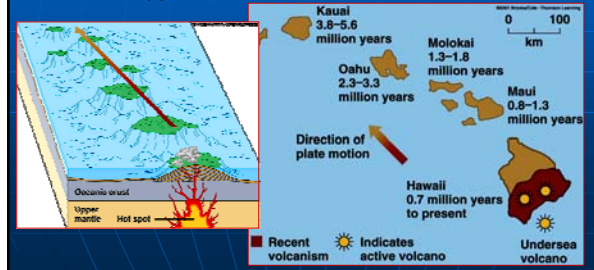 Oceanic crust
Upper
mantle
Hot spot
Kauai
3.8–5.6
million years
0 100
km
Molokai
1.3–1.8
million years
Oahu
2.3–3.3
million years
Maui
0.8–1.3
million years
Direction of
plate motion
Hawaii
0.7 million years
to present
Recent
volcanism
Indicates
active volcano
Undersea
volcano